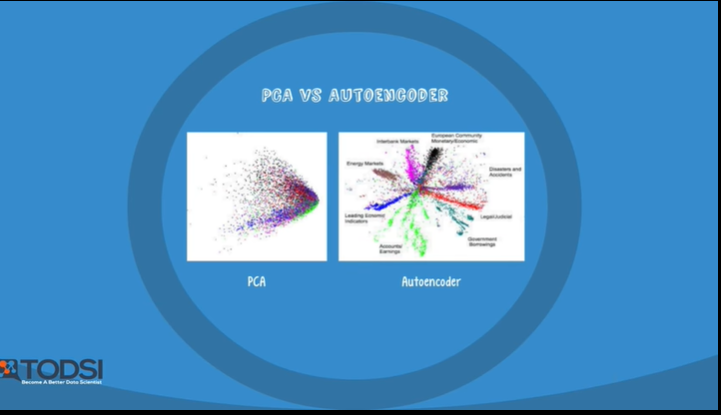 PCA VS AUTOENCODER
Interbank Markets
European Community
Monetary/Economic
Energy Markets
Disasters and
Accidents
Leading Economic
Indicators
Legal/Judicial
Government
Borrowings
Accounts/
Earnings
PCA
Autoencoder
TODSI
Become A Better Data Scientist